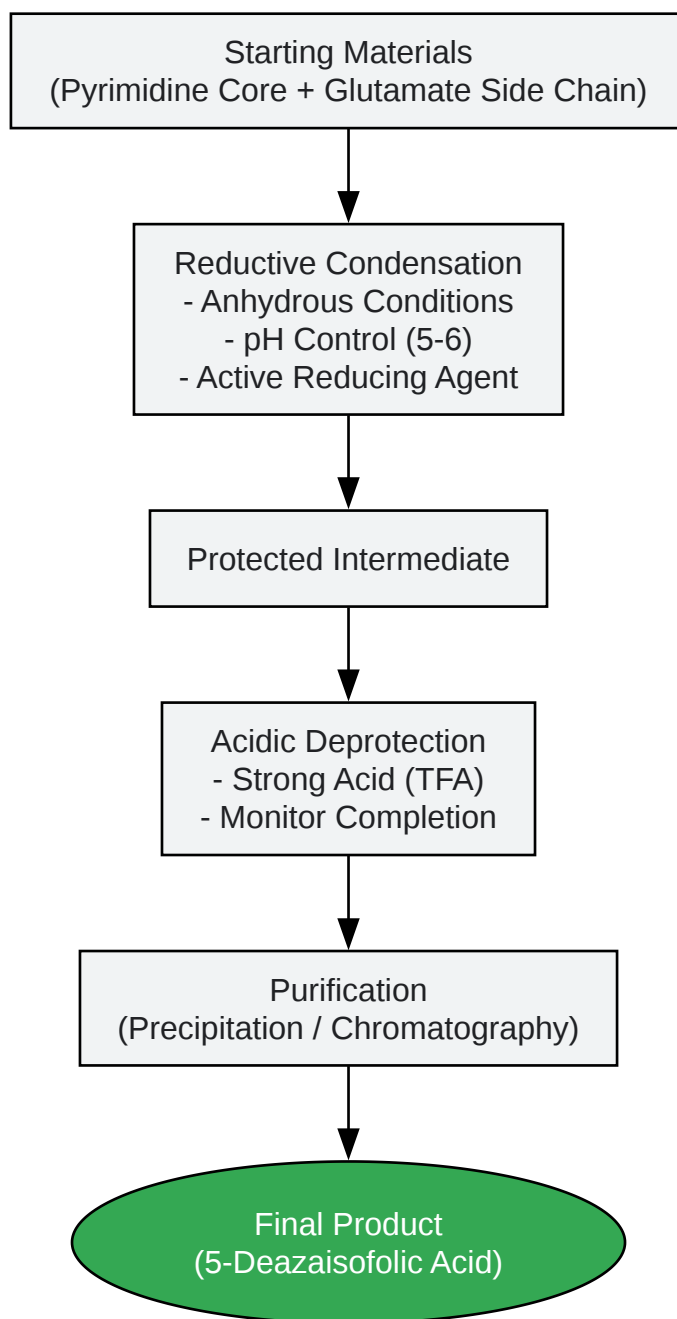 Starting Materials
(Pyrimidine Core + Glutamate Side Chain)
Reductive Condensation
- Anhydrous Conditions
- pH Control (5-6)
- Active Reducing Agent
Protected Intermediate
Acidic Deprotection
- Strong Acid (TFA)
- Monitor Completion
Purification
(Precipitation / Chromatography)
Final Product
(5-Deazaisofolic Acid)